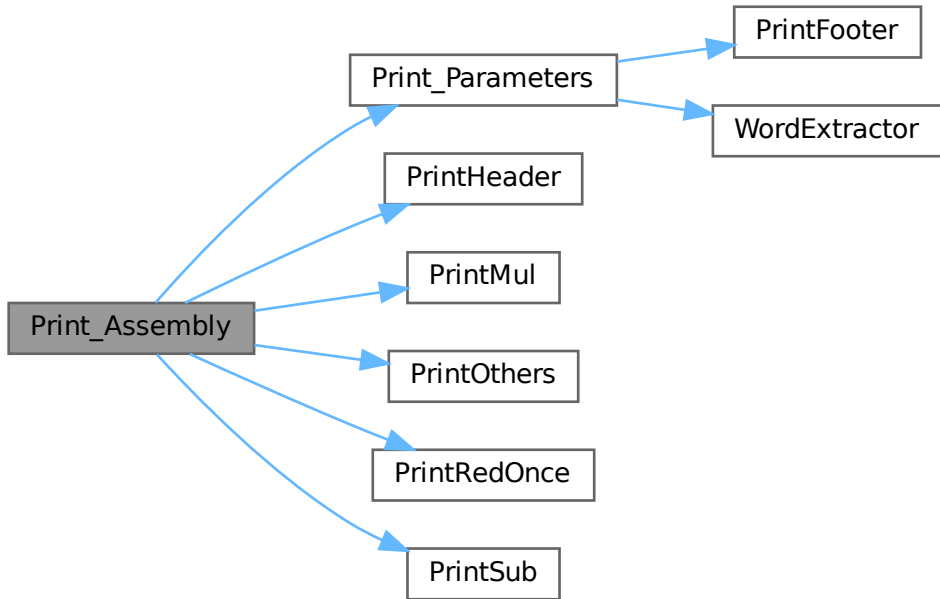 PrintFooter
Print_Parameters
WordExtractor
PrintHeader
PrintMul
Print_Assembly
PrintOthers
PrintRedOnce
PrintSub